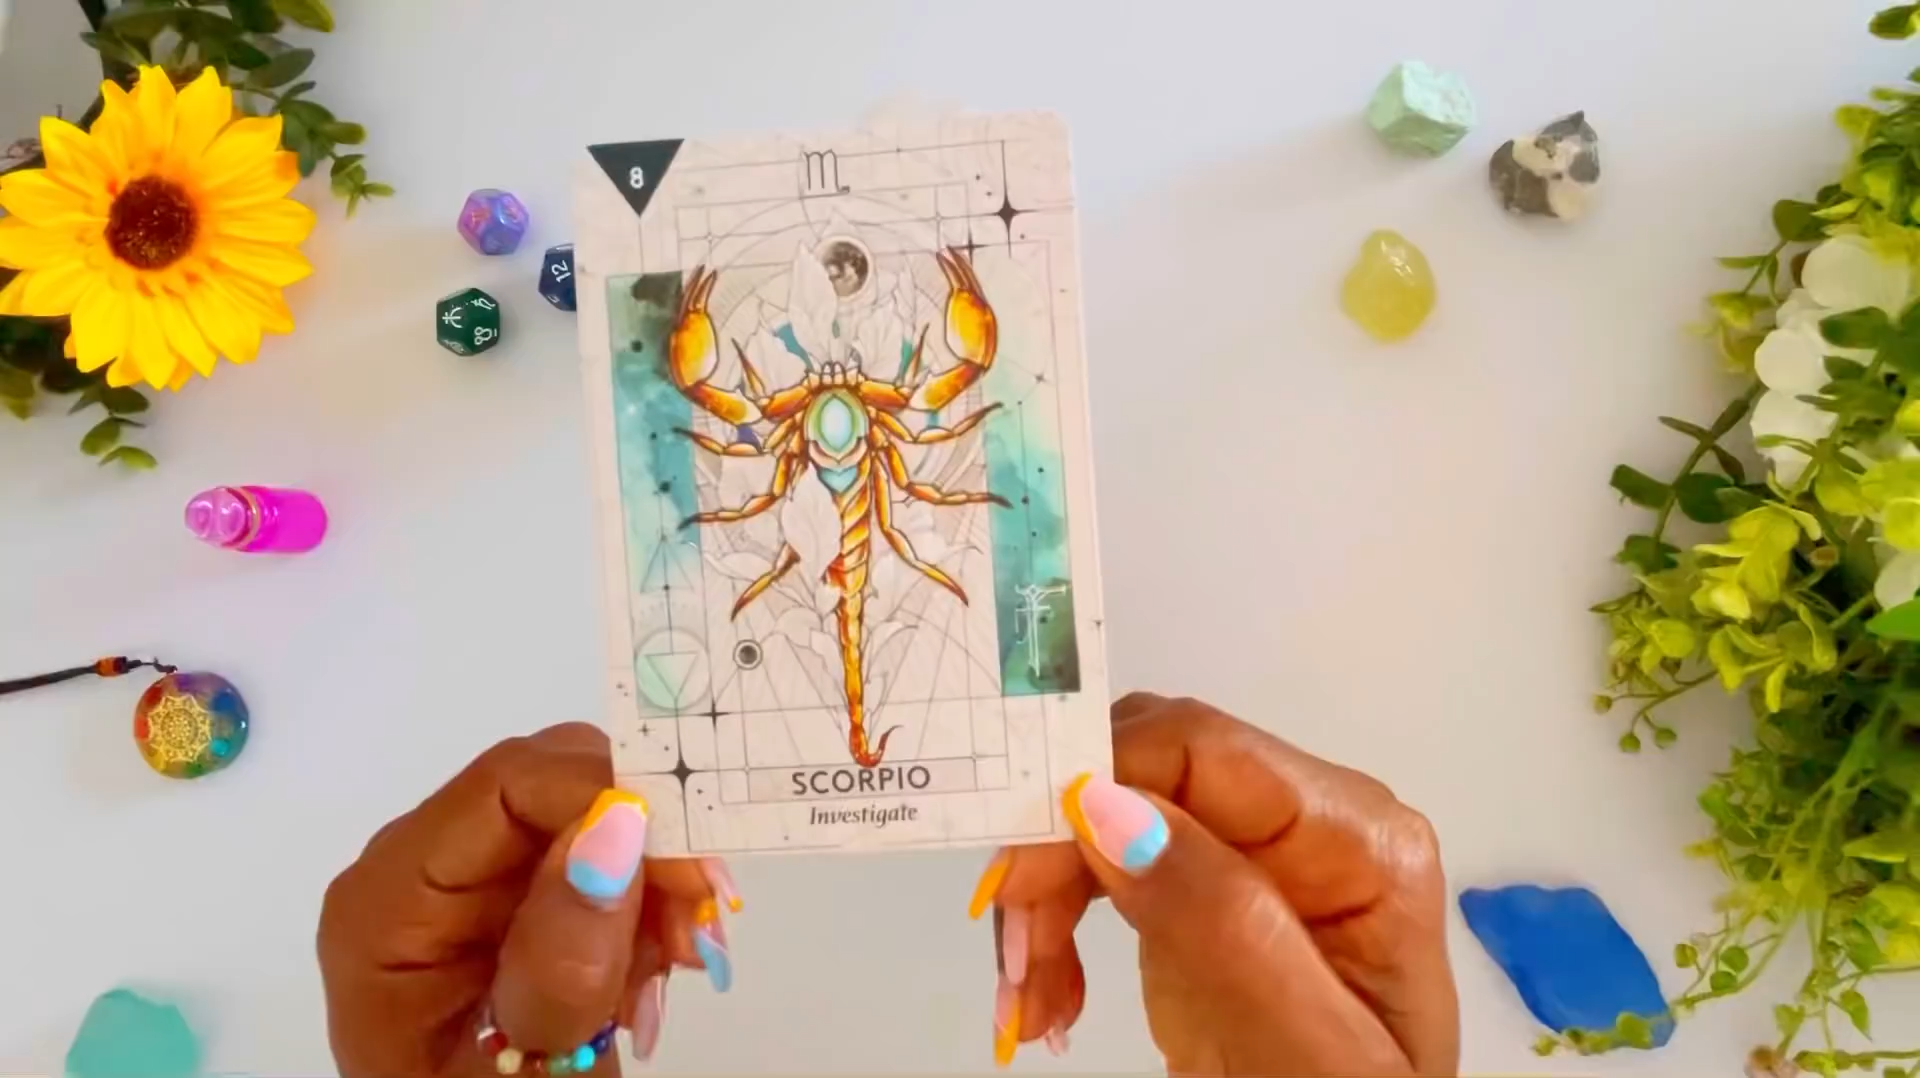 8
♏
12
SCORPIO
Investigate